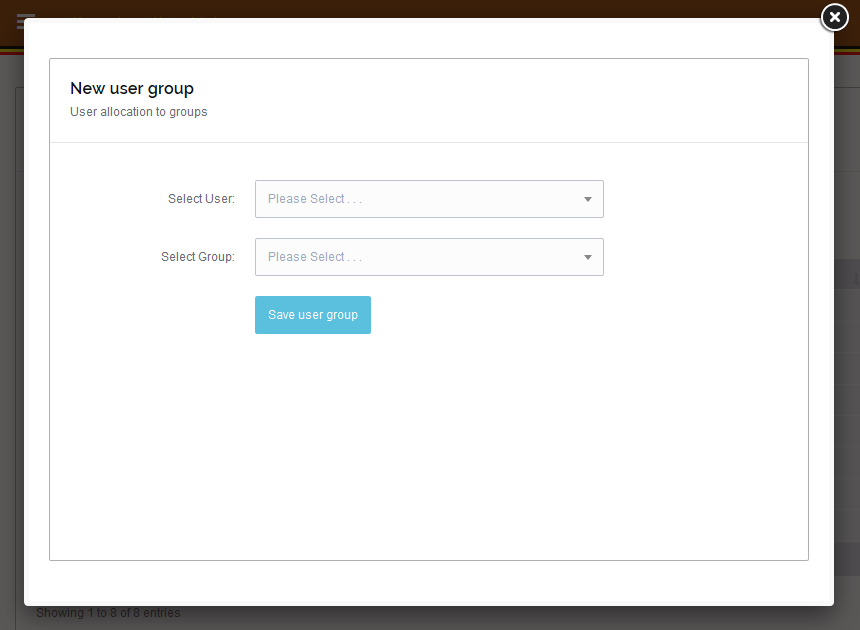 New user group
User allocation to groups
Select User:
Please Select . . .
Select Group:
Please Select . . .
Save user group
Showing 1 to 8 of 8 entries